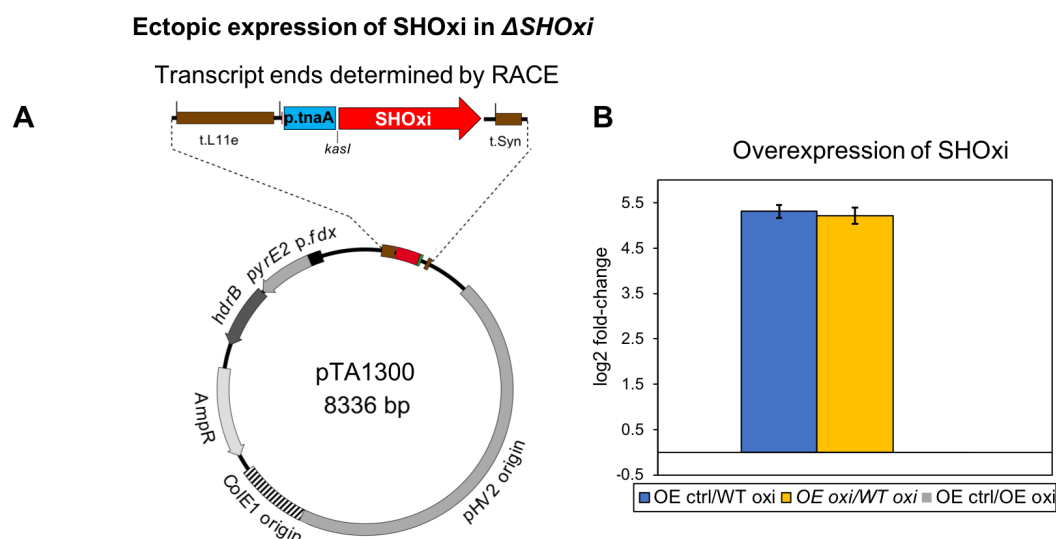 Ectopic expression of SHOxi in ΔSHOxi
Transcript ends determined by RACE
A
p.tnaA
SHOxi
t.L11e
kasI
t.Syn
p.fdx
pyrE2
hdrB
AmpR
ColE1 origin
pHV2 origin
pTA1300
8336 bp
B
Overexpression of SHOxi
log2 fold-change
5.5
4.5
3.5
2.5
1.5
0.5
-0.5
OE ctrl/WT oxi OE oxi/WT oxi OE ctrl/OE oxi